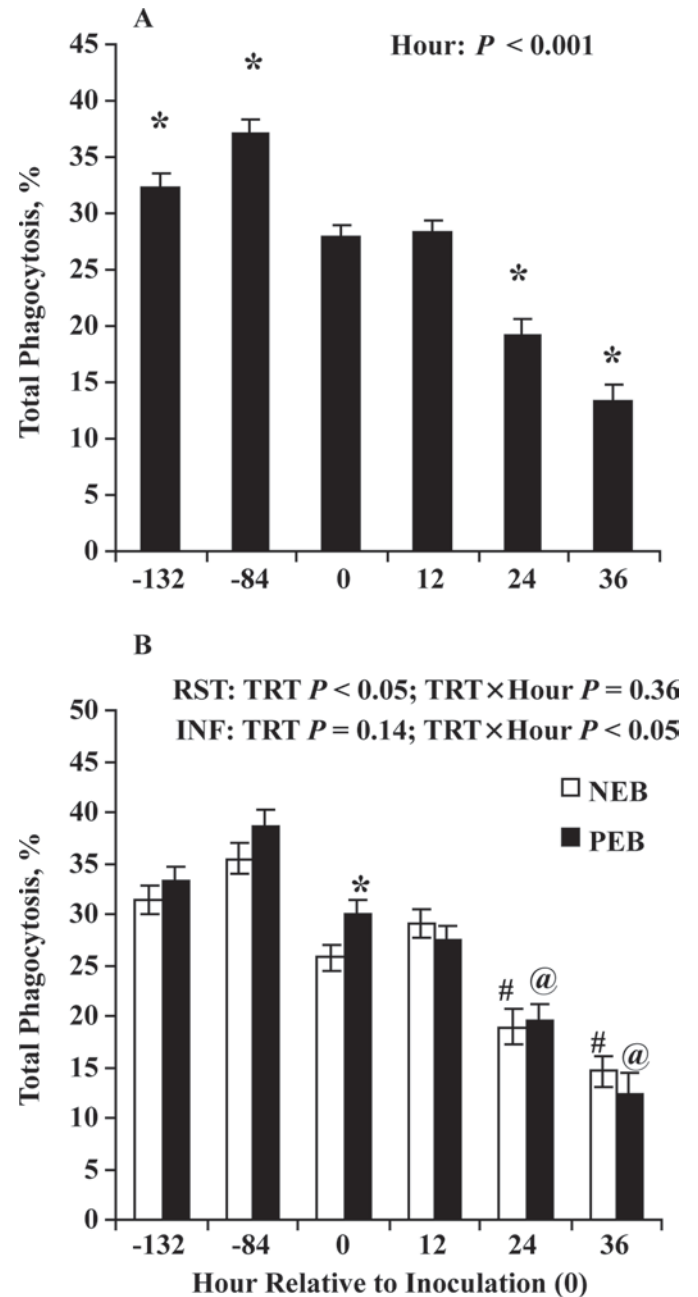 A
Hour: P < 0.001
Total Phagocytosis, %
45
40
35
30
25
20
15
10
5
0
* * * *
-132 -84 0 12 24 36
B
RST: TRT P < 0.05; TRT×Hour P = 0.36
INF: TRT P = 0.14; TRT×Hour P < 0.05
NEB
PEB
Total Phagocytosis, %
50
45
40
35
30
25
20
15
10
5
0
* # @ # @
-132 -84 0 12 24 36
Hour Relative to Inoculation (0)